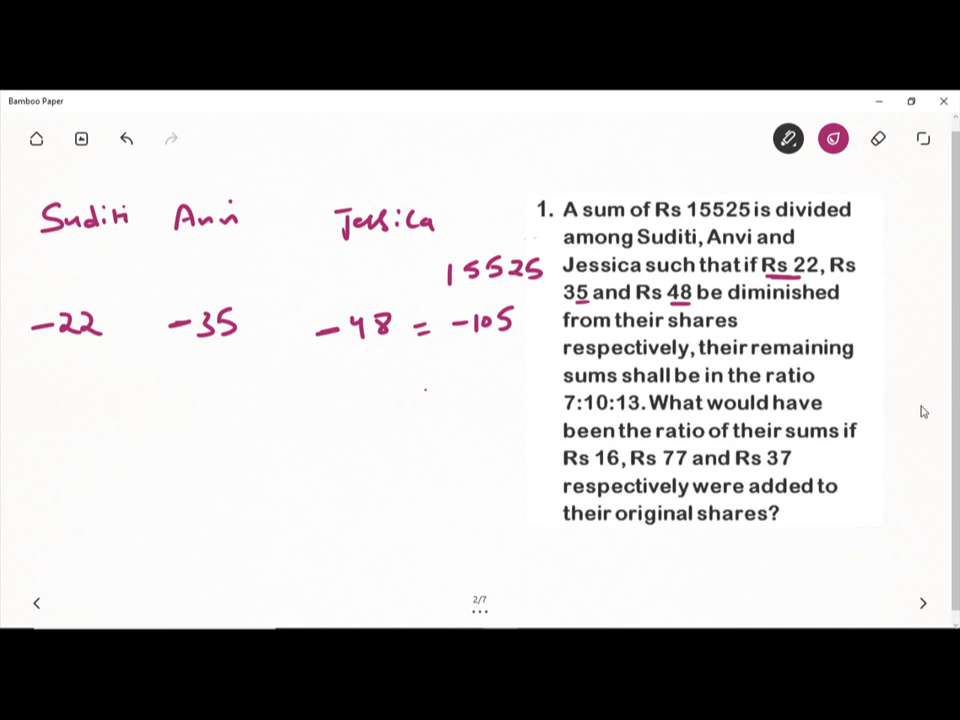 Bamboo Paper
Suditi Anvi Jessica
15525
-22 -35 -48 = -105
1. A sum of Rs 15525 is divided
among Suditi, Anvi and
Jessica such that if Rs 22, Rs
35 and Rs 48 be diminished
from their shares
respectively, their remaining
sums shall be in the ratio
7:10:13. What would have
been the ratio of their sums if
Rs 16, Rs 77 and Rs 37
respectively were added to
their original shares?
2/7